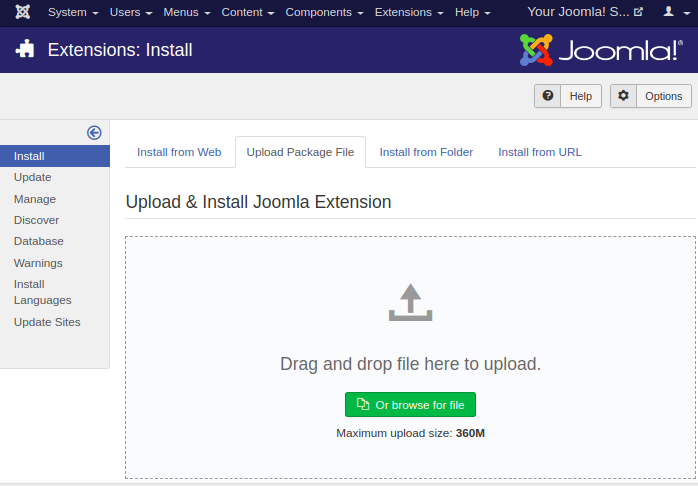 System Users Menus Content Components Extensions Help Your Joomla! S...
Extensions: Install Joomla!®
Help Options
Install from Web Upload Package File Install from Folder Install from URL
Install
Update
Manage
Discover
Database
Warnings
Install
Languages
Update Sites
Upload & Install Joomla Extension
Drag and drop file here to upload.
Or browse for file
Maximum upload size: 360M